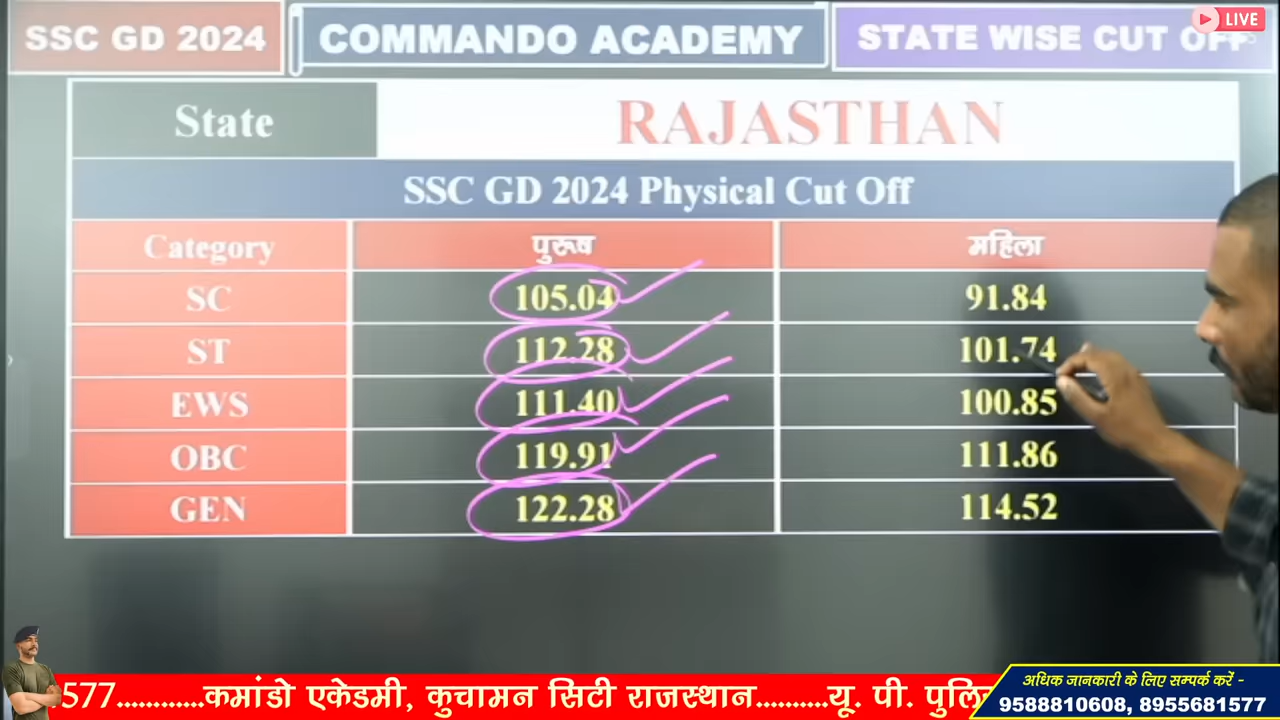 SSC GD 2024
COMMANDO ACADEMY
STATE WISE CUT OFF
LIVE
State
RAJASTHAN
SSC GD 2024 Physical Cut Off
Category पुरूष महिला
SC 105.04 91.84
ST 112.28 101.74
EWS 111.40 100.85
OBC 119.91 111.86
GEN 122.28 114.52
577............कमांडो एकेडमी, कुचामन सिटी राजस्थान..........यू. पी.
अधिक जानकारी के लिए सम्पर्क करें -
9588810608, 8955681577